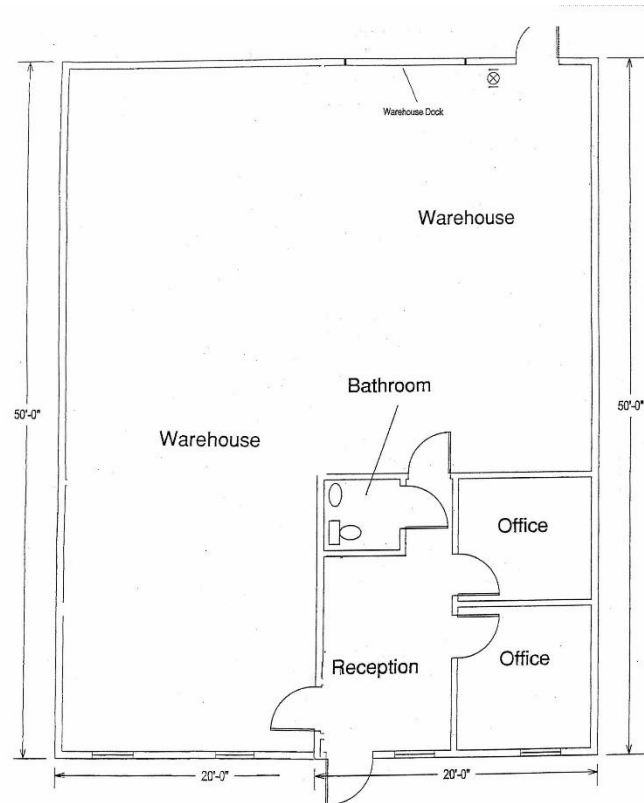 Warehouse Dock
Warehouse
Bathroom
50'-0"
50'-0"
Warehouse
Office
Reception
Office
20'-0"
20'-0"